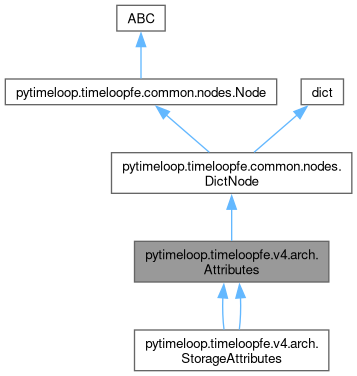 ABC
pytimeloop.timeloopfe.common.nodes.Node
dict
pytimeloop.timeloopfe.common.nodes.
DictNode
pytimeloop.timeloopfe.v4.arch.
Attributes
pytimeloop.timeloopfe.v4.arch.
StorageAttributes